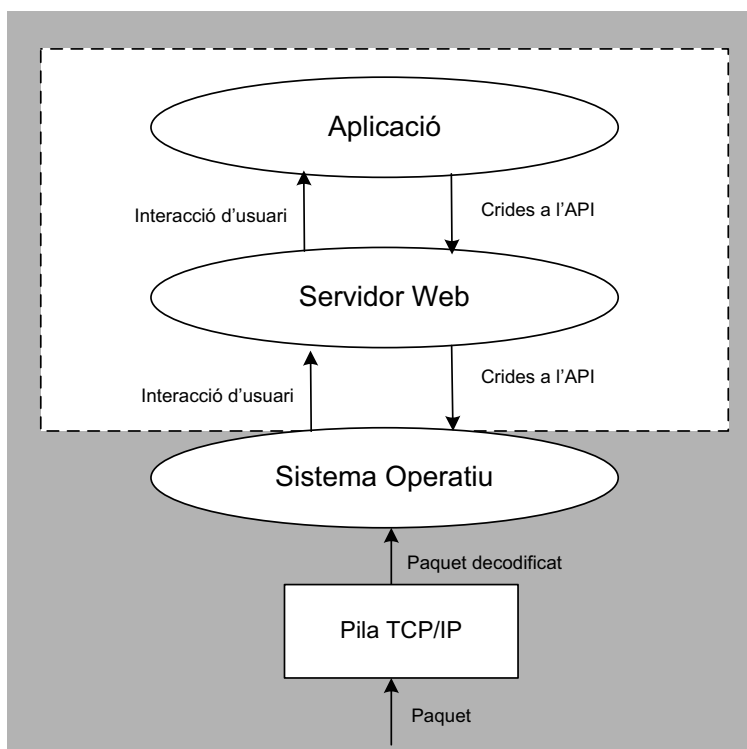 Aplicació
Interacció d’usuari
Crides a l’API
Servidor Web
Interacció d’usuari
Crides a l’API
Sistema Operatiu
Paquet decodificat
Pila TCP/IP
Paquet